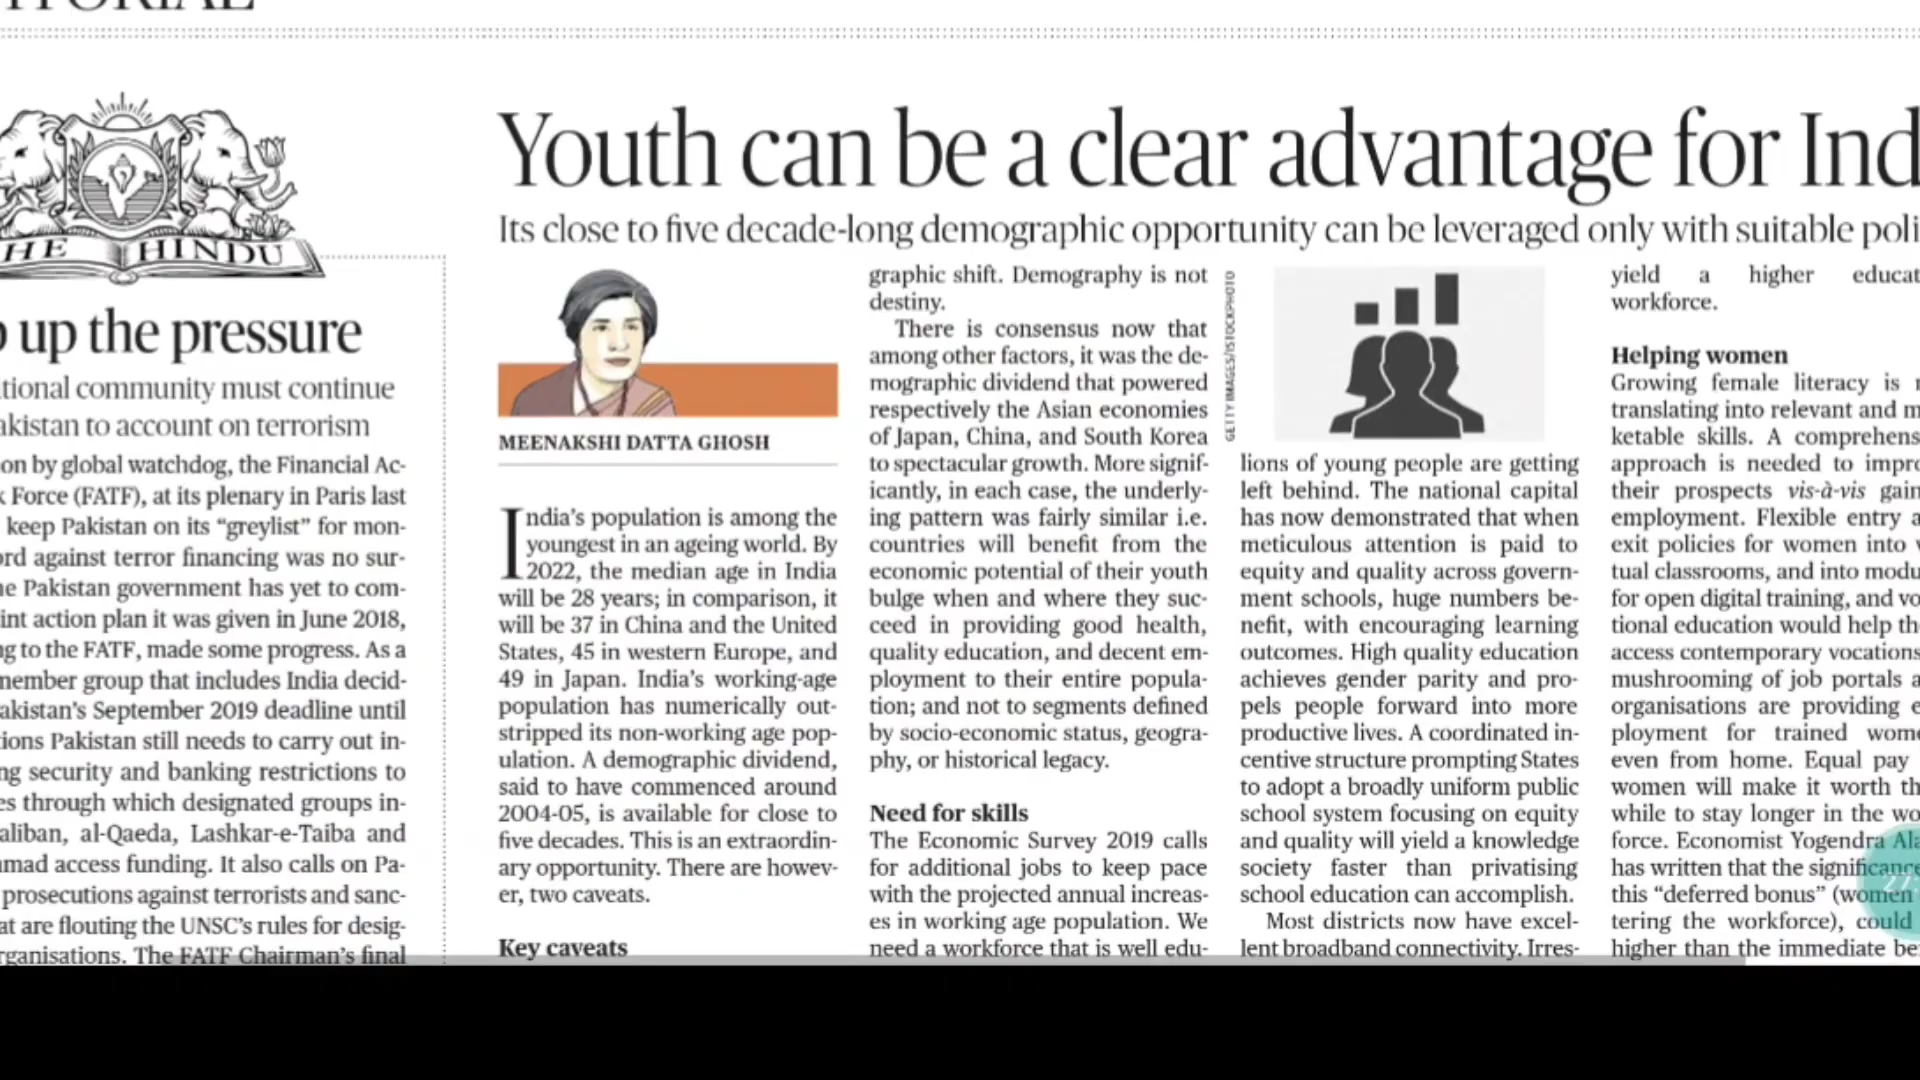 THE HINDU
up the pressure
tional community must continue
akistan to account on terrorism
on by global watchdog, the Financial Ac-
Force (FATF), at its plenary in Paris last
keep Pakistan on its “greylist” for mon-
ord against terror financing was no sur-
ne Pakistan government has yet to com-
int action plan it was given in June 2018,
ng to the FATF, made some progress. As a
member group that includes India decid-
akistan’s September 2019 deadline until
tions Pakistan still needs to carry out in-
ng security and banking restrictions to
es through which designated groups in-
aliban, al-Qaeda, Lashkar-e-Taiba and
mad access funding. It also calls on Pa-
prosecutions against terrorists and sanc-
at are flouting the UNSC’s rules for desig-
rganisations. The FATF Chairman’s final
Youth can be a clear advantage for Ind
Its close to five decade-long demographic opportunity can be leveraged only with suitable poli
MEENAKSHI DATTA GHOSH
India’s population is among the
youngest in an ageing world. By
2022, the median age in India
will be 28 years; in comparison, it
will be 37 in China and the United
States, 45 in western Europe, and
49 in Japan. India’s working-age
population has numerically out-
stripped its non-working age pop-
ulation. A demographic dividend,
said to have commenced around
2004-05, is available for close to
five decades. This is an extraordin-
ary opportunity. There are howev-
er, two caveats.
Key caveats
graphic shift. Demography is not
destiny.
There is consensus now that
among other factors, it was the de-
mographic dividend that powered
respectively the Asian economies
of Japan, China, and South Korea
to spectacular growth. More signif-
icantly, in each case, the underly-
ing pattern was fairly similar i.e.
countries will benefit from the
economic potential of their youth
bulge when and where they suc-
ceed in providing good health,
quality education, and decent em-
ployment to their entire popula-
tion; and not to segments defined
by socio-economic status, geogra-
phy, or historical legacy.
Need for skills
The Economic Survey 2019 calls
for additional jobs to keep pace
with the projected annual increas-
es in working age population. We
need a workforce that is well edu-
GETTY IMAGES/ISTOCKPHOTO
lions of young people are getting
left behind. The national capital
has now demonstrated that when
meticulous attention is paid to
equity and quality across govern-
ment schools, huge numbers be-
nefit, with encouraging learning
outcomes. High quality education
achieves gender parity and pro-
pels people forward into more
productive lives. A coordinated in-
centive structure prompting States
to adopt a broadly uniform public
school system focusing on equity
and quality will yield a knowledge
society faster than privatising
school education can accomplish.
Most districts now have excel-
lent broadband connectivity. Irres-
yield a higher educat
workforce.
Helping women
Growing female literacy is
translating into relevant and m
ketable skills. A comprehens
approach is needed to impro
their prospects vis-à-vis gain
employment. Flexible entry a
exit policies for women into v
tual classrooms, and into modu
for open digital training, and vo
tional education would help the
access contemporary vocations
mushrooming of job portals a
organisations are providing e
ployment for trained wome
even from home. Equal pay
women will make it worth th
while to stay longer in the wo
force. Economist Yogendra Ala
has written that the significance
this “deferred bonus” (women
tering the workforce), could
higher than the immediate be